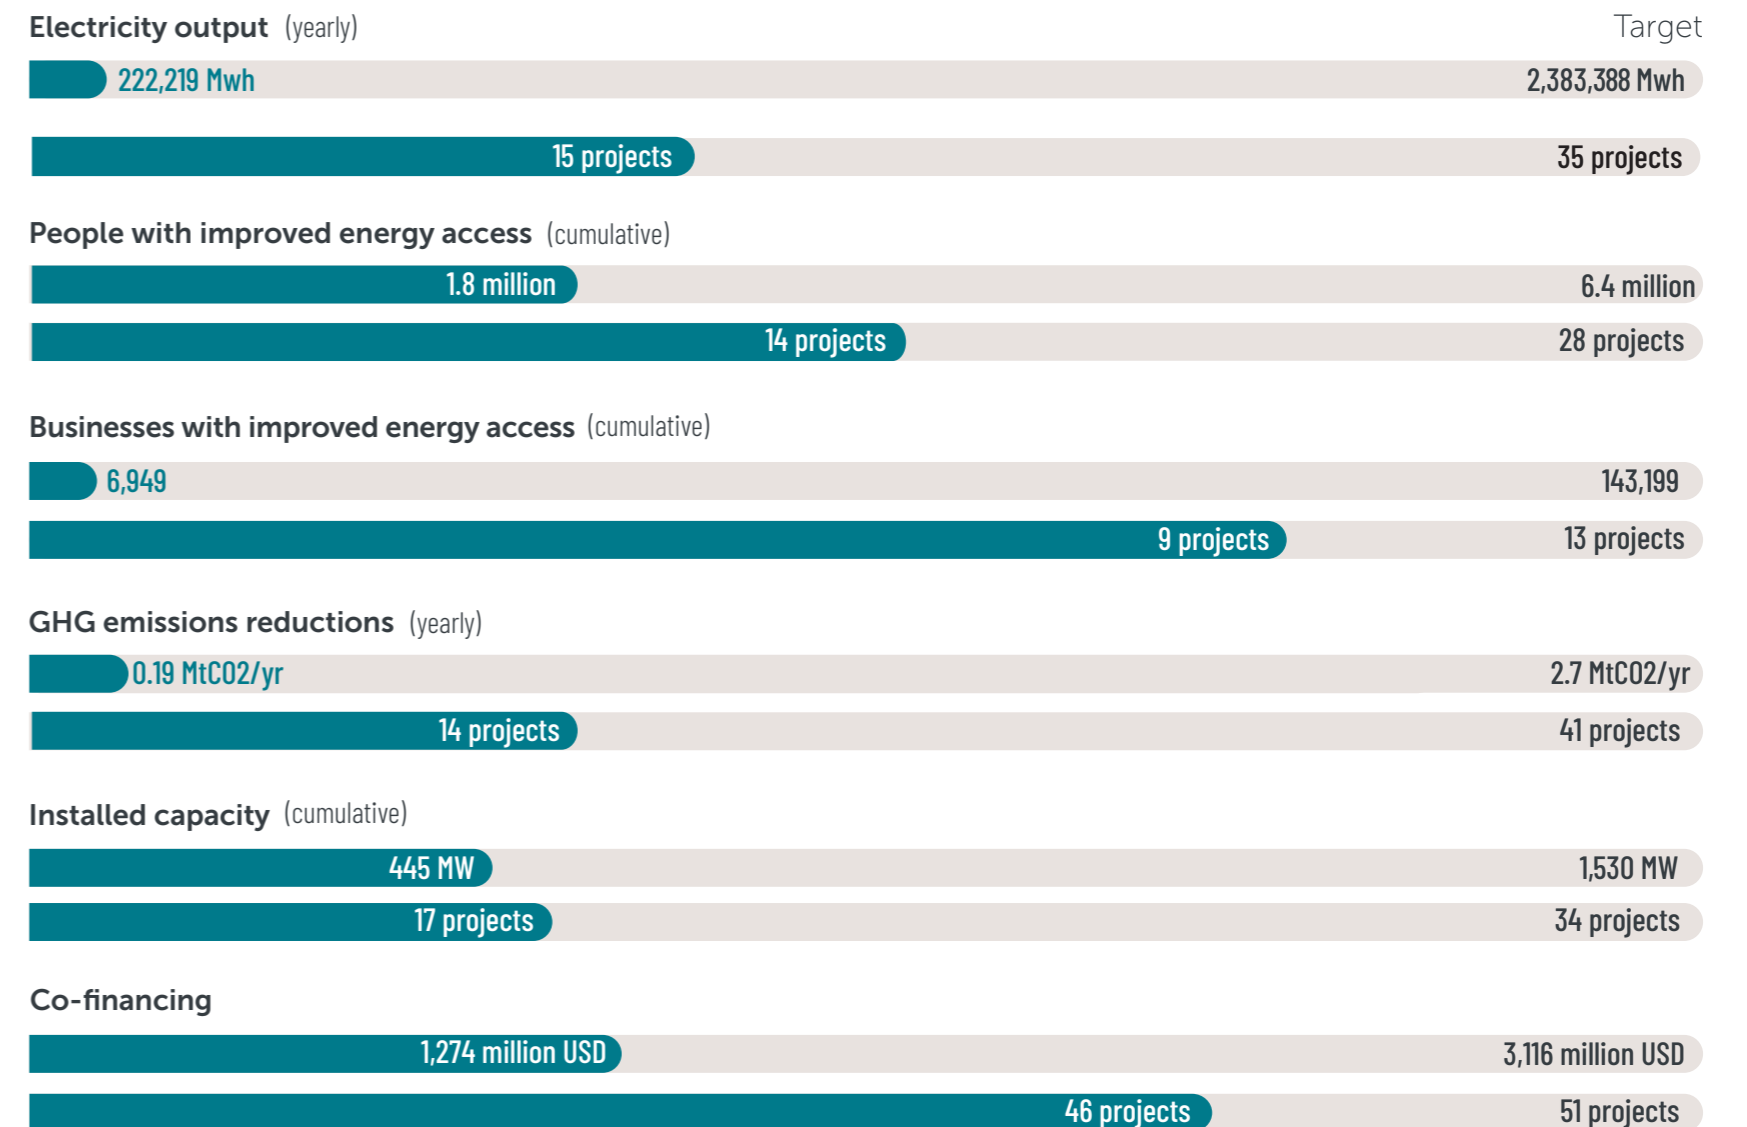 Electricity output (yearly) Target
222,219 Mwh 2,383,388 Mwh
15 projects 35 projects
People with improved energy access (cumulative)
1.8 million 6.4 million
14 projects 28 projects
Businesses with improved energy access (cumulative)
6,949 143,199
9 projects 13 projects
GHG emissions reductions (yearly)
0.19 MtCO2/yr 2.7 MtCO2/yr
14 projects 41 projects
Installed capacity (cumulative)
445 MW 1,530 MW
17 projects 34 projects
Co-financing
1,274 million USD 3,116 million USD
46 projects 51 projects